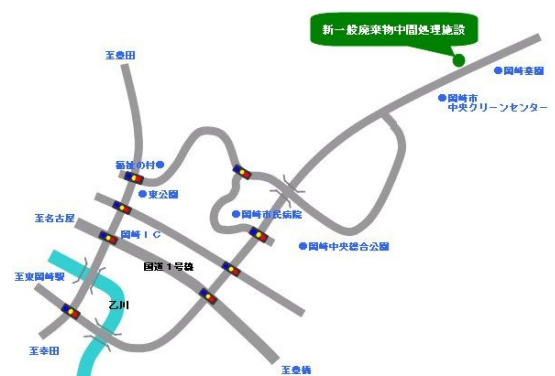 新一般廃棄物中間処理施設
岡崎墓園
岡崎市
中央クリーンセンター
至豊田
福祉の村
東公園
至名古屋
岡崎IC
岡崎市民病院
岡崎中央総合公園
国道1号線
至東岡崎駅
乙川
至幸田
至豊橋